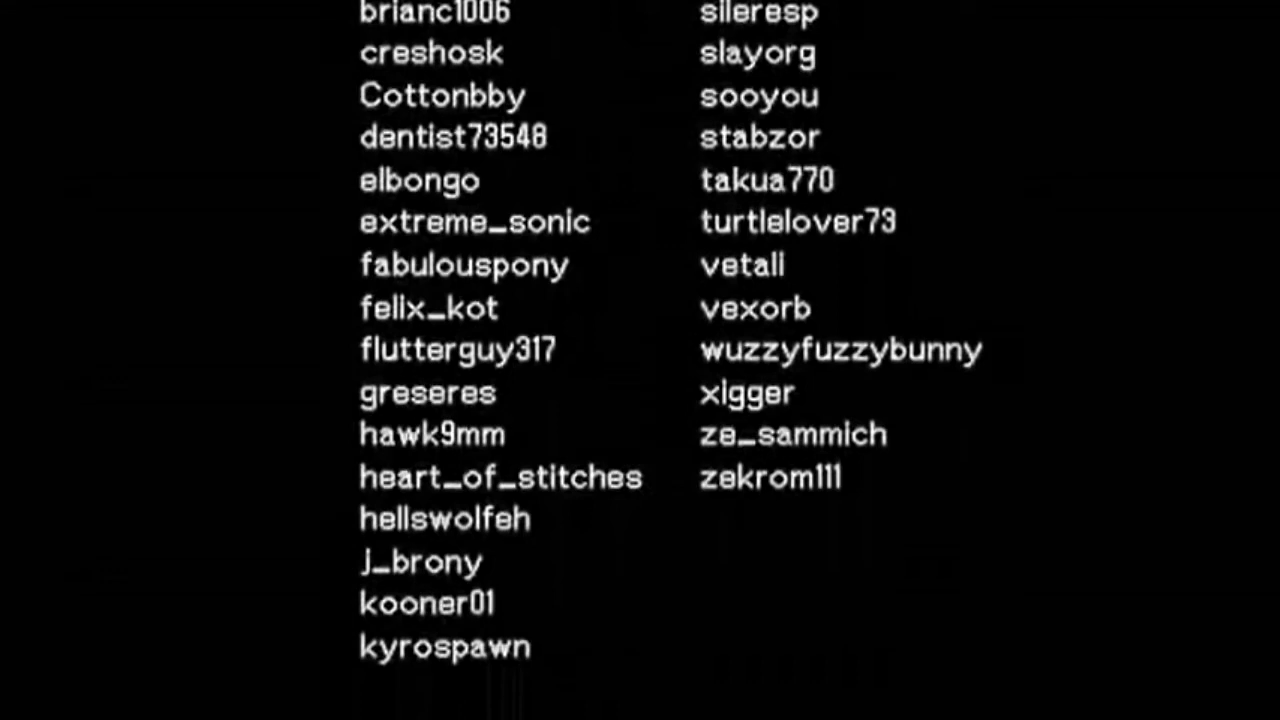 brianc1006
creshosk
Cottonbby
dentist73548
elbongo
extreme_sonic
fabulouspony
felix_kot
flutterguy317
greseres
hawk9mm
heart_of_stitches
hellswolfeh
j_brony
kooner01
kyrospawn
sileresp
slayorg
sooyou
stabzor
takua770
turtlelover73
vetali
vexorb
wuzzyfuzzybunny
xigger
ze_sammich
zekrom111